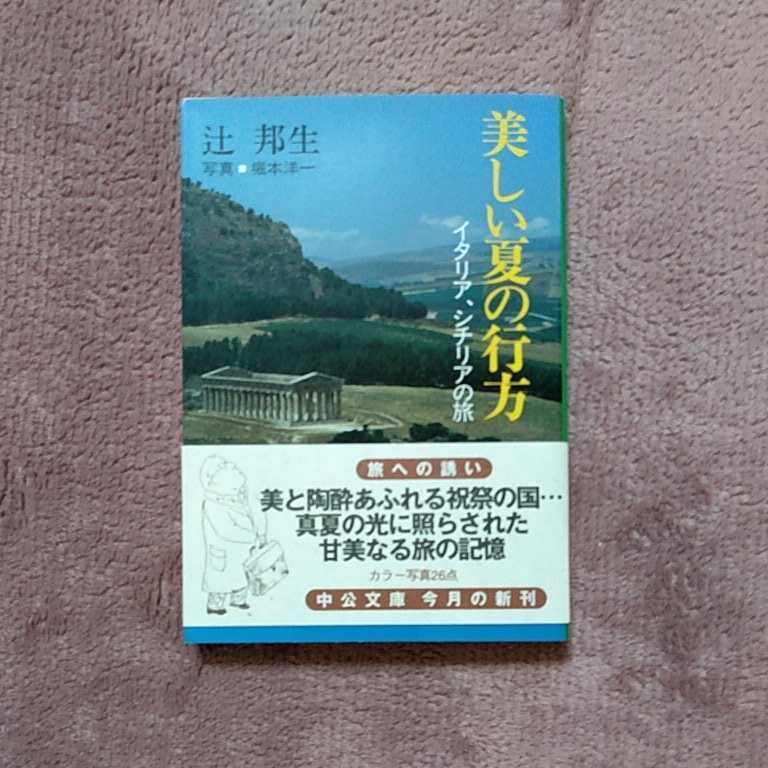 辻 邦生
写真■堀本洋一
美しい夏の行方
イタリア、シチリアの旅
旅への誘い
美と陶酔あふれる祝祭の国…
真夏の光に照らされた
甘美なる旅の記憶
カラー写真26点
中公文庫 今月の新刊